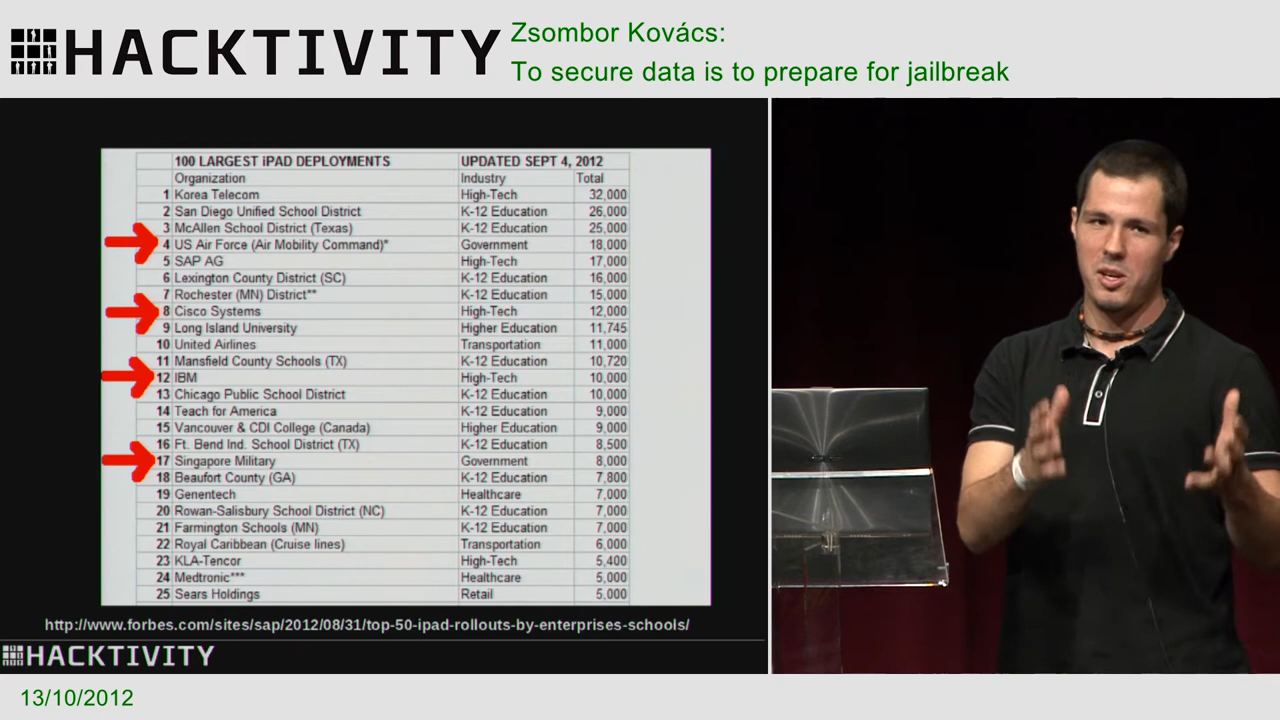 HACKTIVITY
Zsombor Kovács:
To secure data is to prepare for jailbreak
100 LARGEST iPAD DEPLOYMENTS UPDATED SEPT 4, 2012
Organization Industry Total
1 Korea Telecom High-Tech 32,000
2 San Diego Unified School District K-12 Education 26,000
3 McAllen School District (Texas) K-12 Education 25,000
4 US Air Force (Air Mobility Command)* Government 18,000
5 SAP AG High-Tech 17,000
6 Lexington County District (SC) K-12 Education 16,000
7 Rochester (MN) District** K-12 Education 15,000
8 Cisco Systems High-Tech 12,000
9 Long Island University Higher Education 11,745
10 United Airlines Transportation 11,000
11 Mansfield County Schools (TX) K-12 Education 10,720
12 IBM High-Tech 10,000
13 Chicago Public School District K-12 Education 10,000
14 Teach for America K-12 Education 9,000
15 Vancouver & CDI College (Canada) Higher Education 9,000
16 Ft. Bend Ind. School District (TX) K-12 Education 8,500
17 Singapore Military Government 8,000
18 Beaufort County (GA) K-12 Education 7,800
19 Genentech Healthcare 7,000
20 Rowan-Salisbury School District (NC) K-12 Education 7,000
21 Farmington Schools (MN) K-12 Education 7,000
22 Royal Caribbean (Cruise lines) Transportation 6,000
23 KLA-Tencor High-Tech 5,400
24 Medtronic*** Healthcare 5,000
25 Sears Holdings Retail 5,000
http://www.forbes.com/sites/sap/2012/08/31/top-50-ipad-rollouts-by-enterprises-schools/
HACKTIVITY
13/10/2012